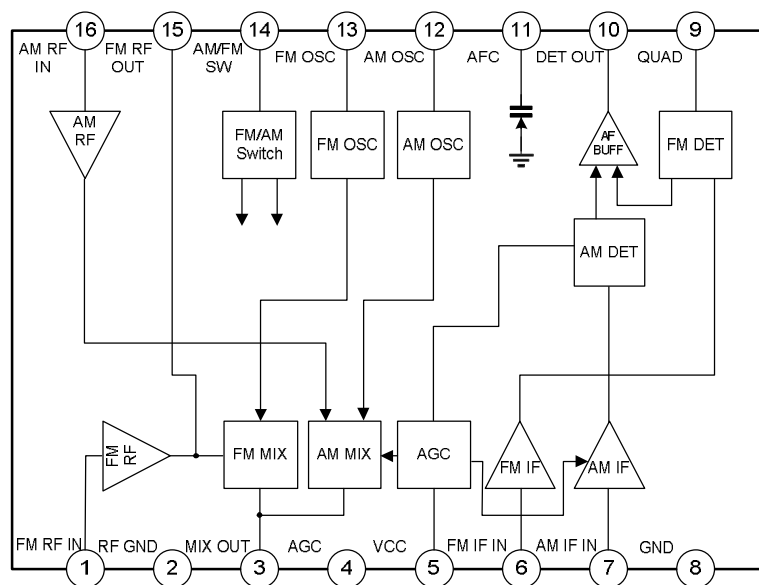 16 15 14 13 12 11 10 9
AM RF FM RF AM/FM FM OSC AM OSC AFC DET OUT QUAD
IN OUT SW
AM
RF
FM/AM
Switch
FM OSC
AM OSC
AF
BUFF
FM DET
AM DET
FM
RF
FM MIX
AM MIX
AGC
FM IF
AM IF
FM RF IN RF GND MIX OUT AGC VCC FM IF IN AM IF IN GND
1 2 3 4 5 6 7 8